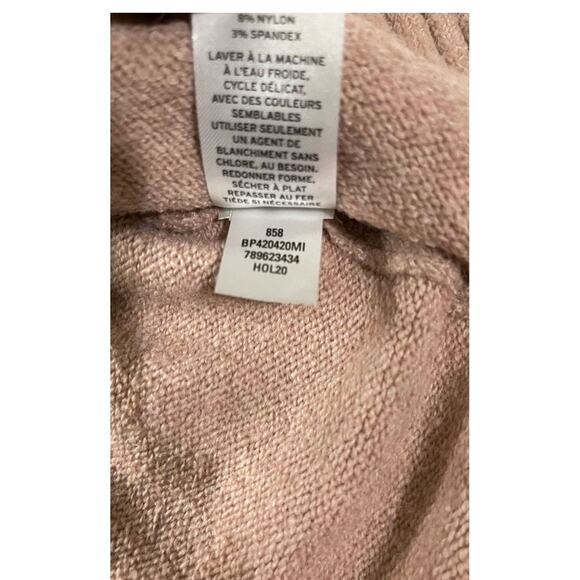 8% NYLON
3% SPANDEX
LAVER À LA MACHINE
À L'EAU FROIDE,
CYCLE DÉLICAT,
AVEC DES COULEURS
SEMBLABLES
UTILISER SEULEMENT
UN AGENT DE
BLANCHIMENT SANS
CHLORE, AU BESOIN.
REDONNER FORME,
SÉCHER À PLAT
REPASSER AU FER
TIÈDE SI NÉCESSAIRE
858
BP420420MI
789623434
HOL20